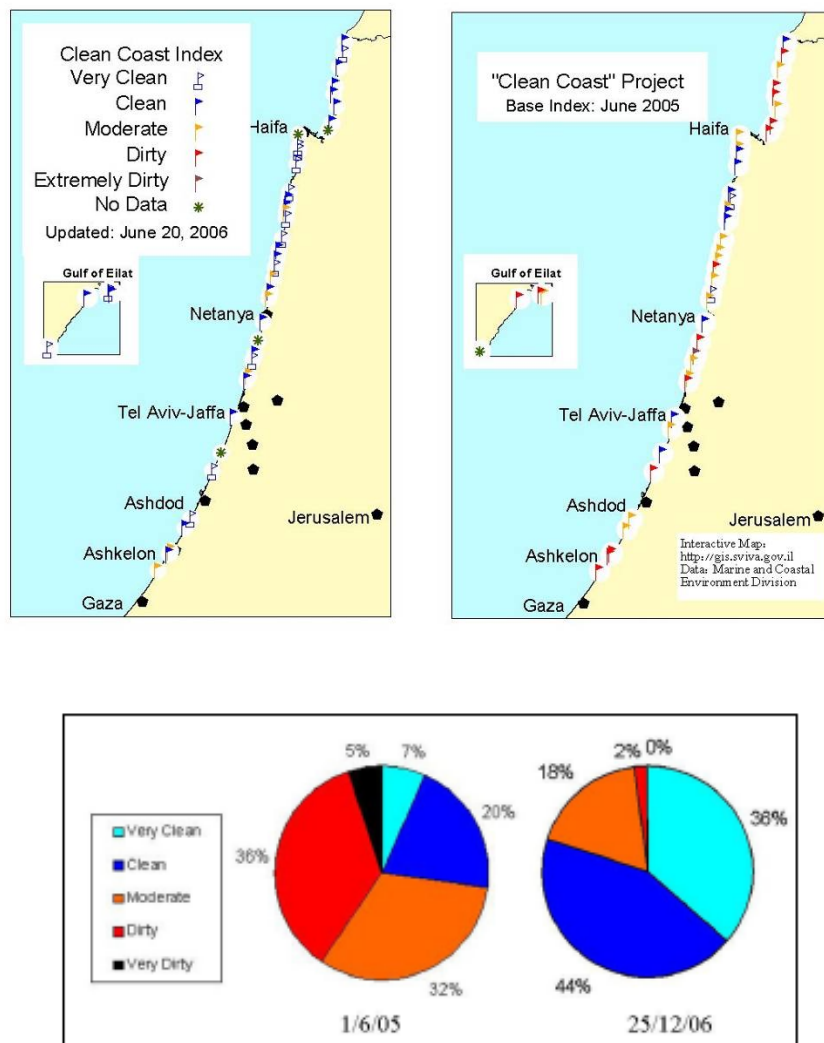 Clean Coast Index
Very Clean
Clean
Moderate
Dirty
Extremely Dirty
No Data
Updated: June 20, 2006
Haifa
Gulf of Eilat
Netanya
Tel Aviv-Jaffa
Ashdod
Jerusalem
Ashkelon
Gaza
"Clean Coast" Project
Base Index: June 2005
Haifa
Gulf of Eilat
Netanya
Tel Aviv-Jaffa
Ashdod
Jerusalem
Ashkelon
Interactive Map:
http://gis.sviva.gov.il
Data: Marine and Coastal
Environment Division
Gaza
Very Clean
Clean
Moderate
Dirty
Very Dirty
5%
7%
20%
36%
32%
1/6/05
2%
0%
18%
36%
44%
25/12/06